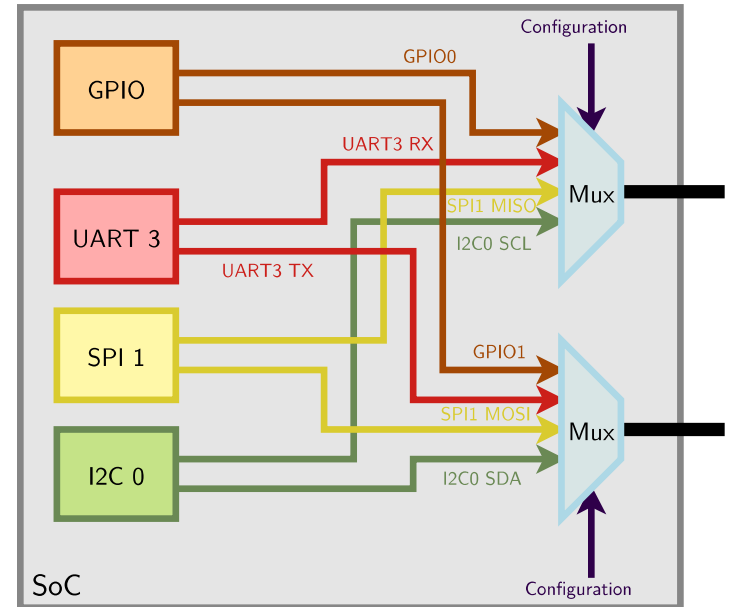 Configuration
GPIO0
GPIO
UART3 RX
Mux
SPI1 MISO
UART 3
I2C0 SCL
UART3 TX
GPIO1
SPI 1
SPI1 MOSI
Mux
I2C 0
I2C0 SDA
SoC
Configuration